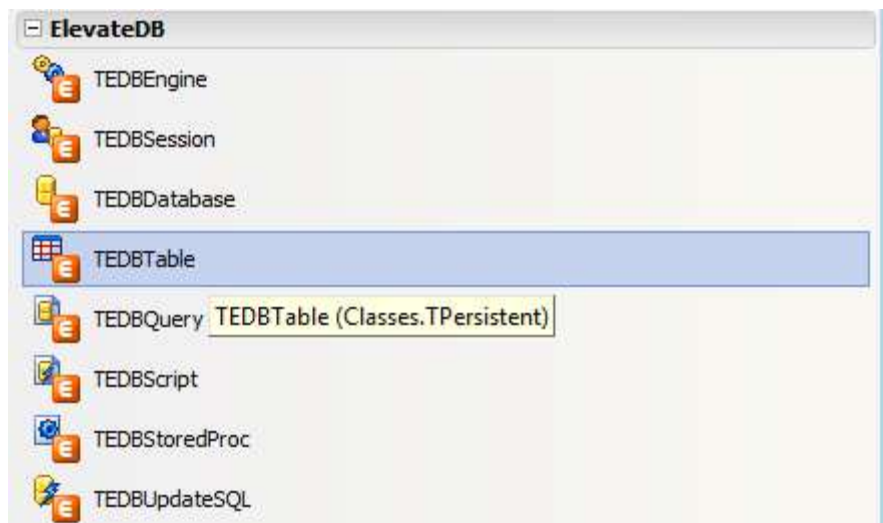 ElevateDB
TEDBEngine
TEDBSession
TEDBDatabase
TEDBTable
TEDBQuery TEDBTable (Classes.TPersistent)
TEDBScript
TEDBStoredProc
TEDBUpdateSQL